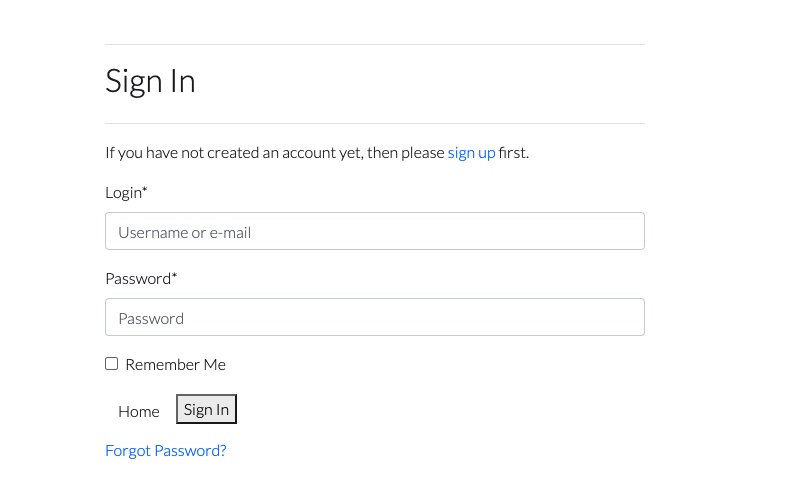 Sign In
If you have not created an account yet, then please sign up first.
Login*
Username or e-mail
Password*
Password
Remember Me
Home Sign In
Forgot Password?